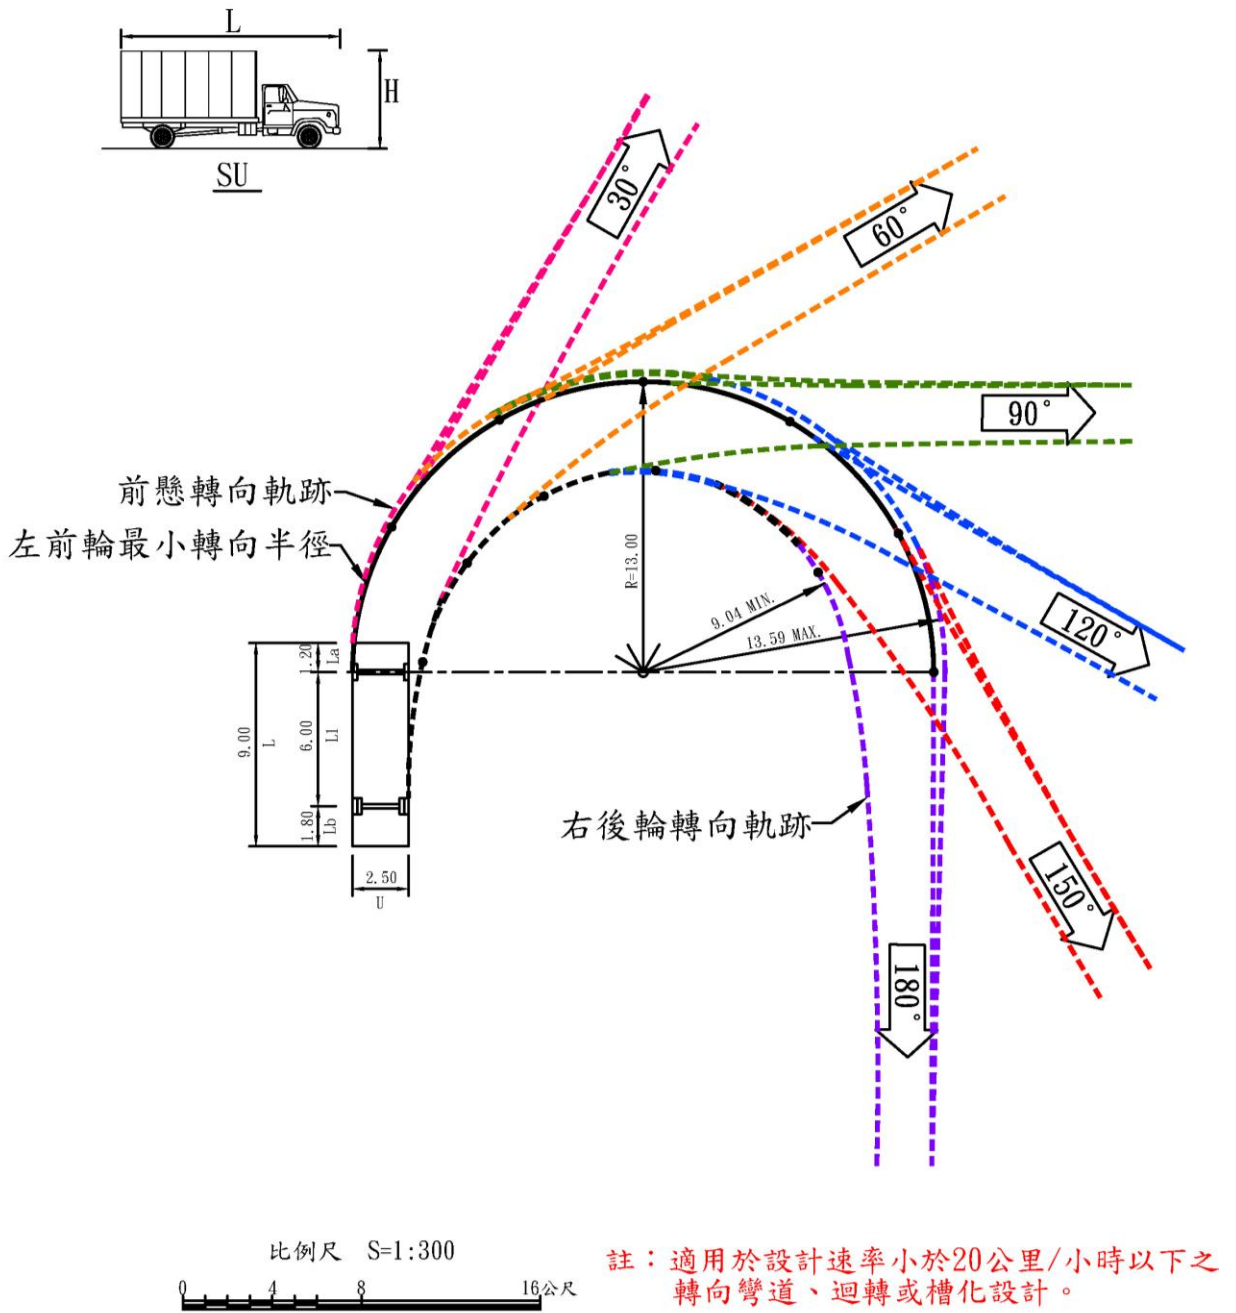 L
H
SU
30°
60°
90°
前懸轉向軌跡
左前輪最小轉向半徑
R=13.00
9.04 MIN.
13.59 MAX.
120°
1.20
La
9.00
L
6.00
L1
1.80
Lb
2.50
U
右後輪轉向軌跡
150°
180°
比例尺 S=1:300
0 4 8 16公尺
註：適用於設計速率小於20公里/小時以下之
轉向彎道、迴轉或槽化設計。